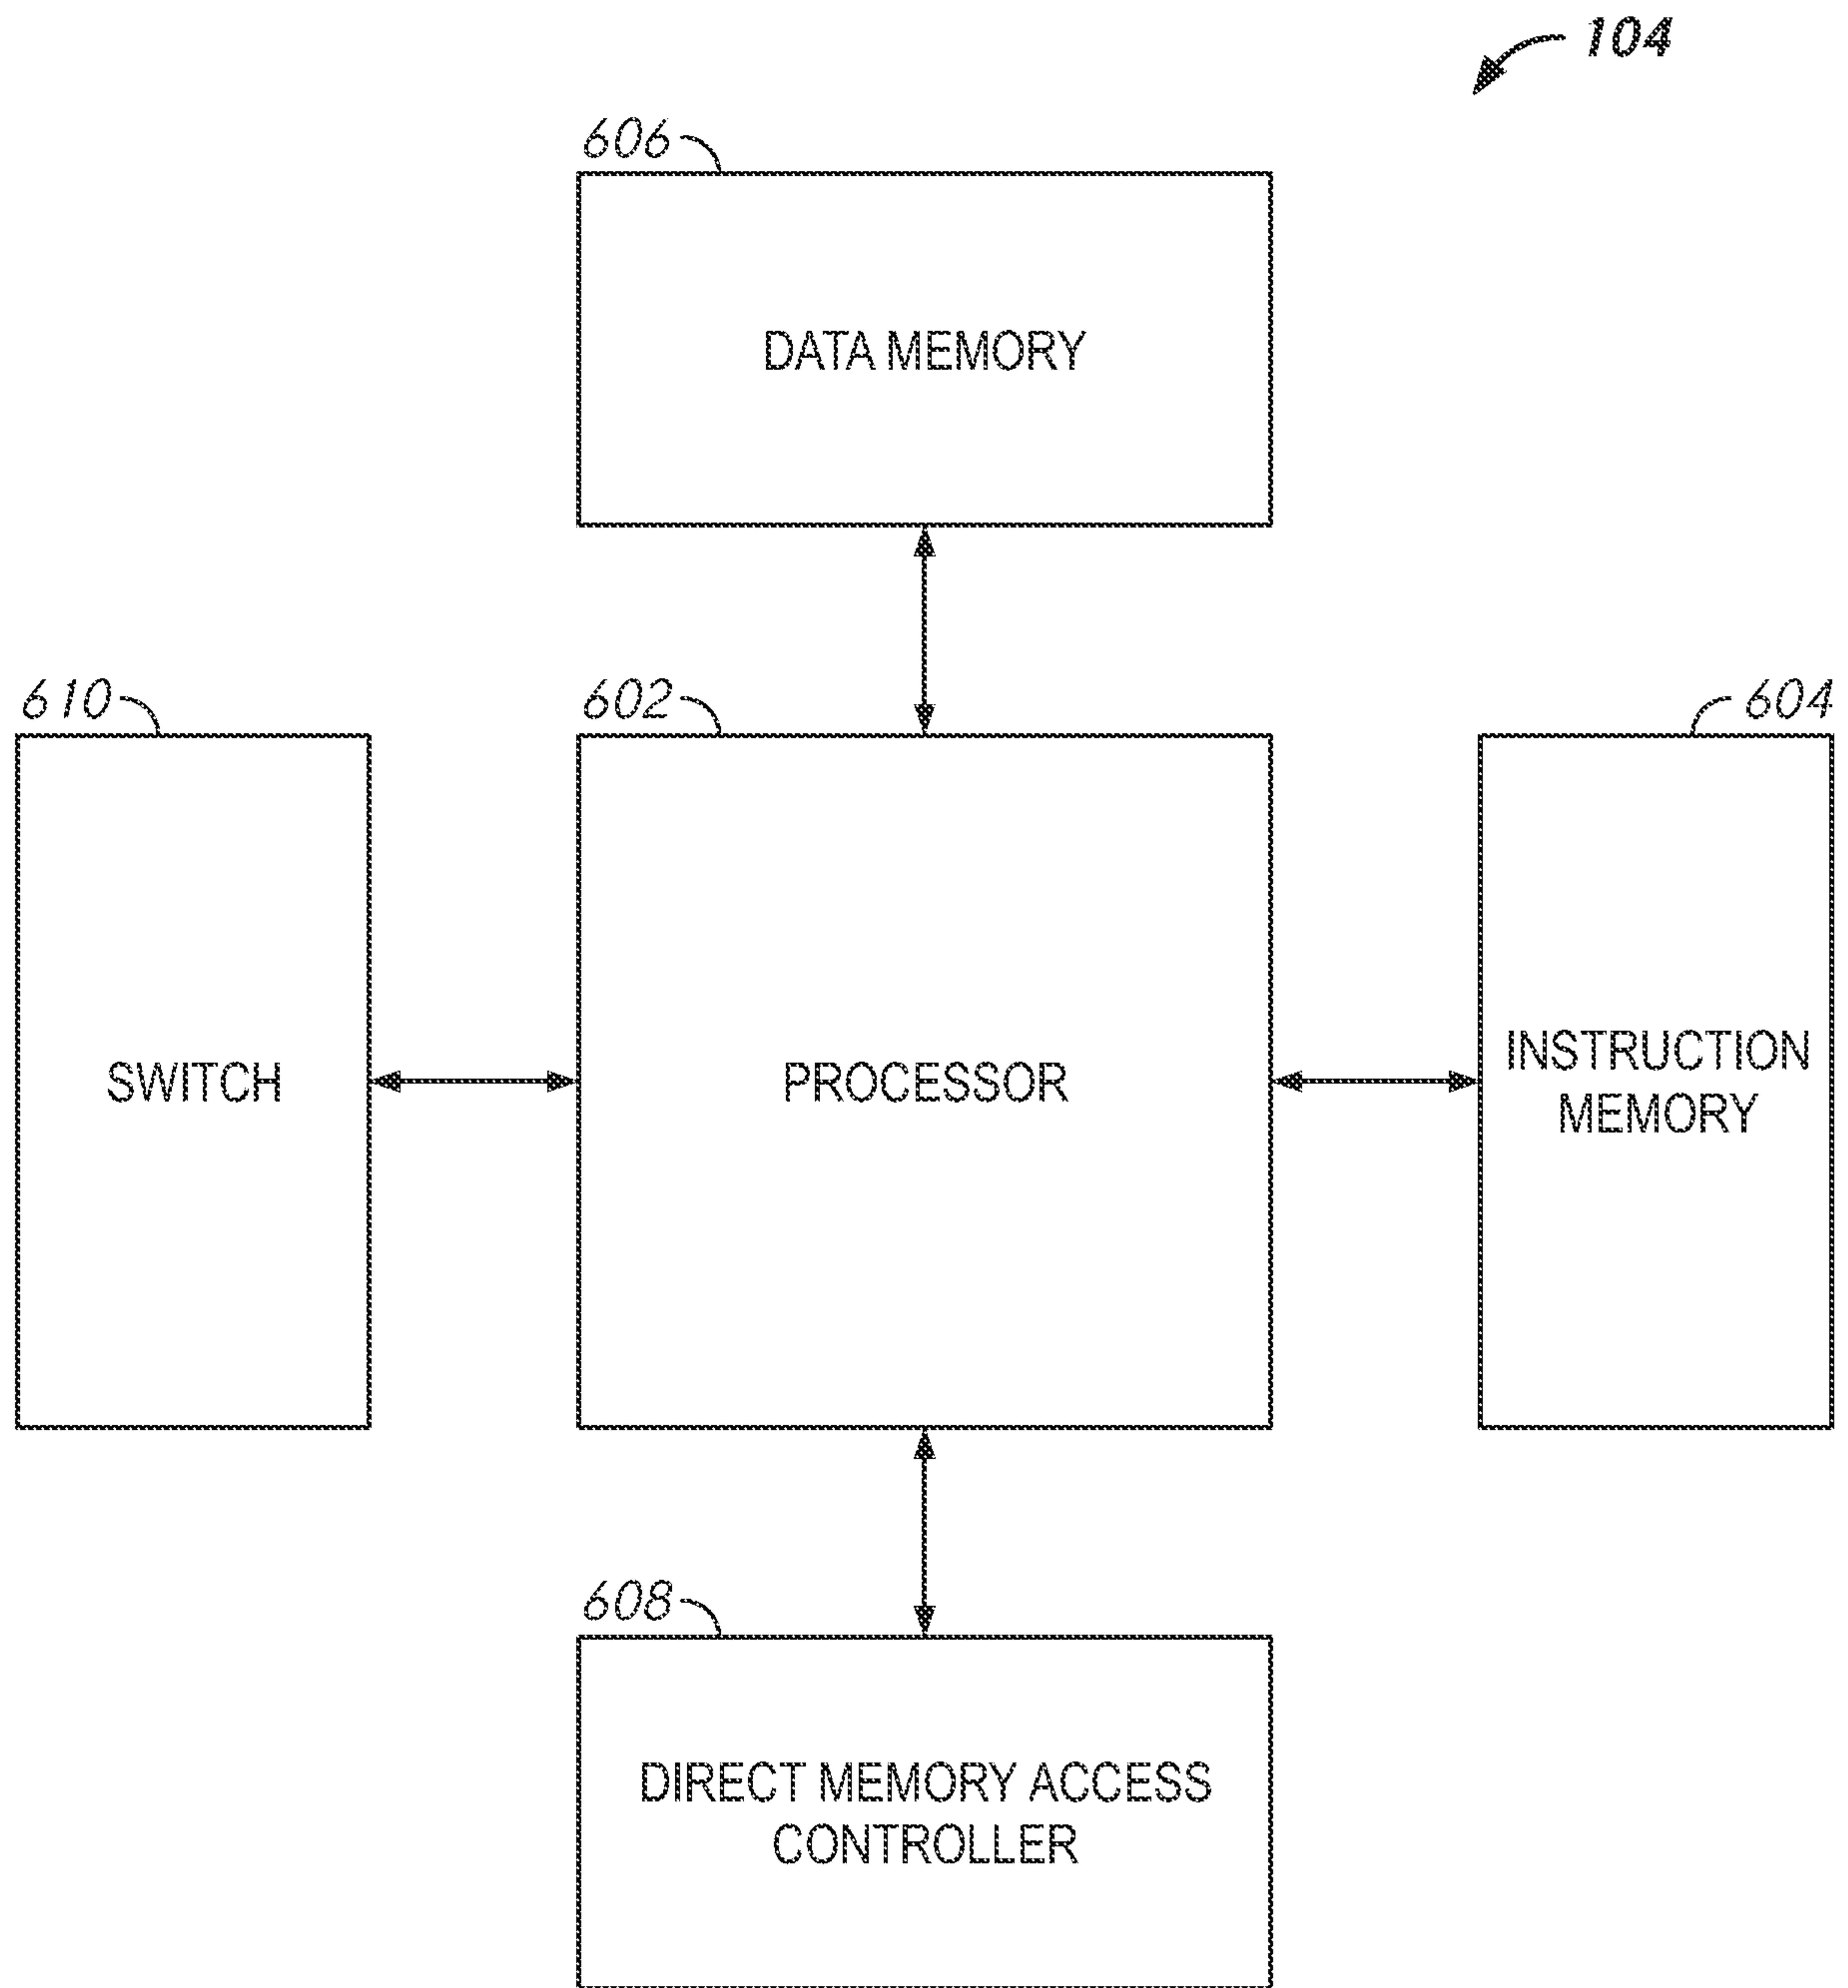 104
606
DATA MEMORY
610
602
604
SWITCH
PROCESSOR
INSTRUCTION
MEMORY
608
DIRECT MEMORY ACCESS
CONTROLLER